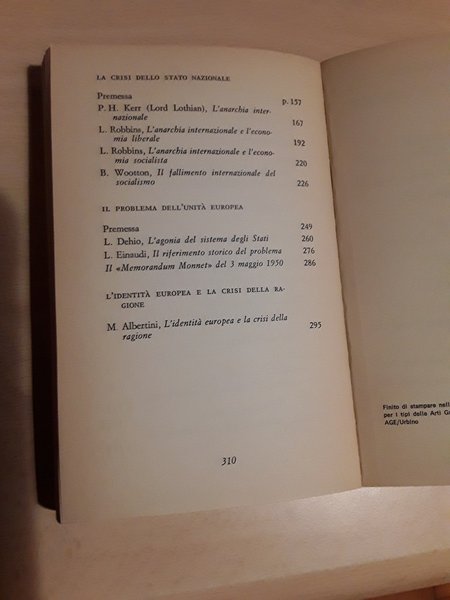 LA CRISI DELLO STATO NAZIONALE
Premessa p. 157
P. H. Kerr (Lord Lothian), L'anarchia inter-
nazionale 167
L. Robbins, L'anarchia internazionale e l'econo-
mia liberale 192
L. Robbins, L'anarchia internazionale e l'econo-
mia socialista 220
B. Wootton, Il fallimento internazionale del
socialismo 226
IL PROBLEMA DELL'UNITÀ EUROPEA
Premessa 249
L. Dehio, L'agonia del sistema degli Stati 260
L. Einaudi, Il riferimento storico del problema 276
Il «Memorandum Monnet» del 3 maggio 1950 286
L'IDENTITÀ EUROPEA E LA CRISI DELLA RA-
GIONE
M. Albertini, L'identità europea e la crisi della
ragione 295
310
Finito di stampare nell
per i tipi della Arti G
AGE/Urbino